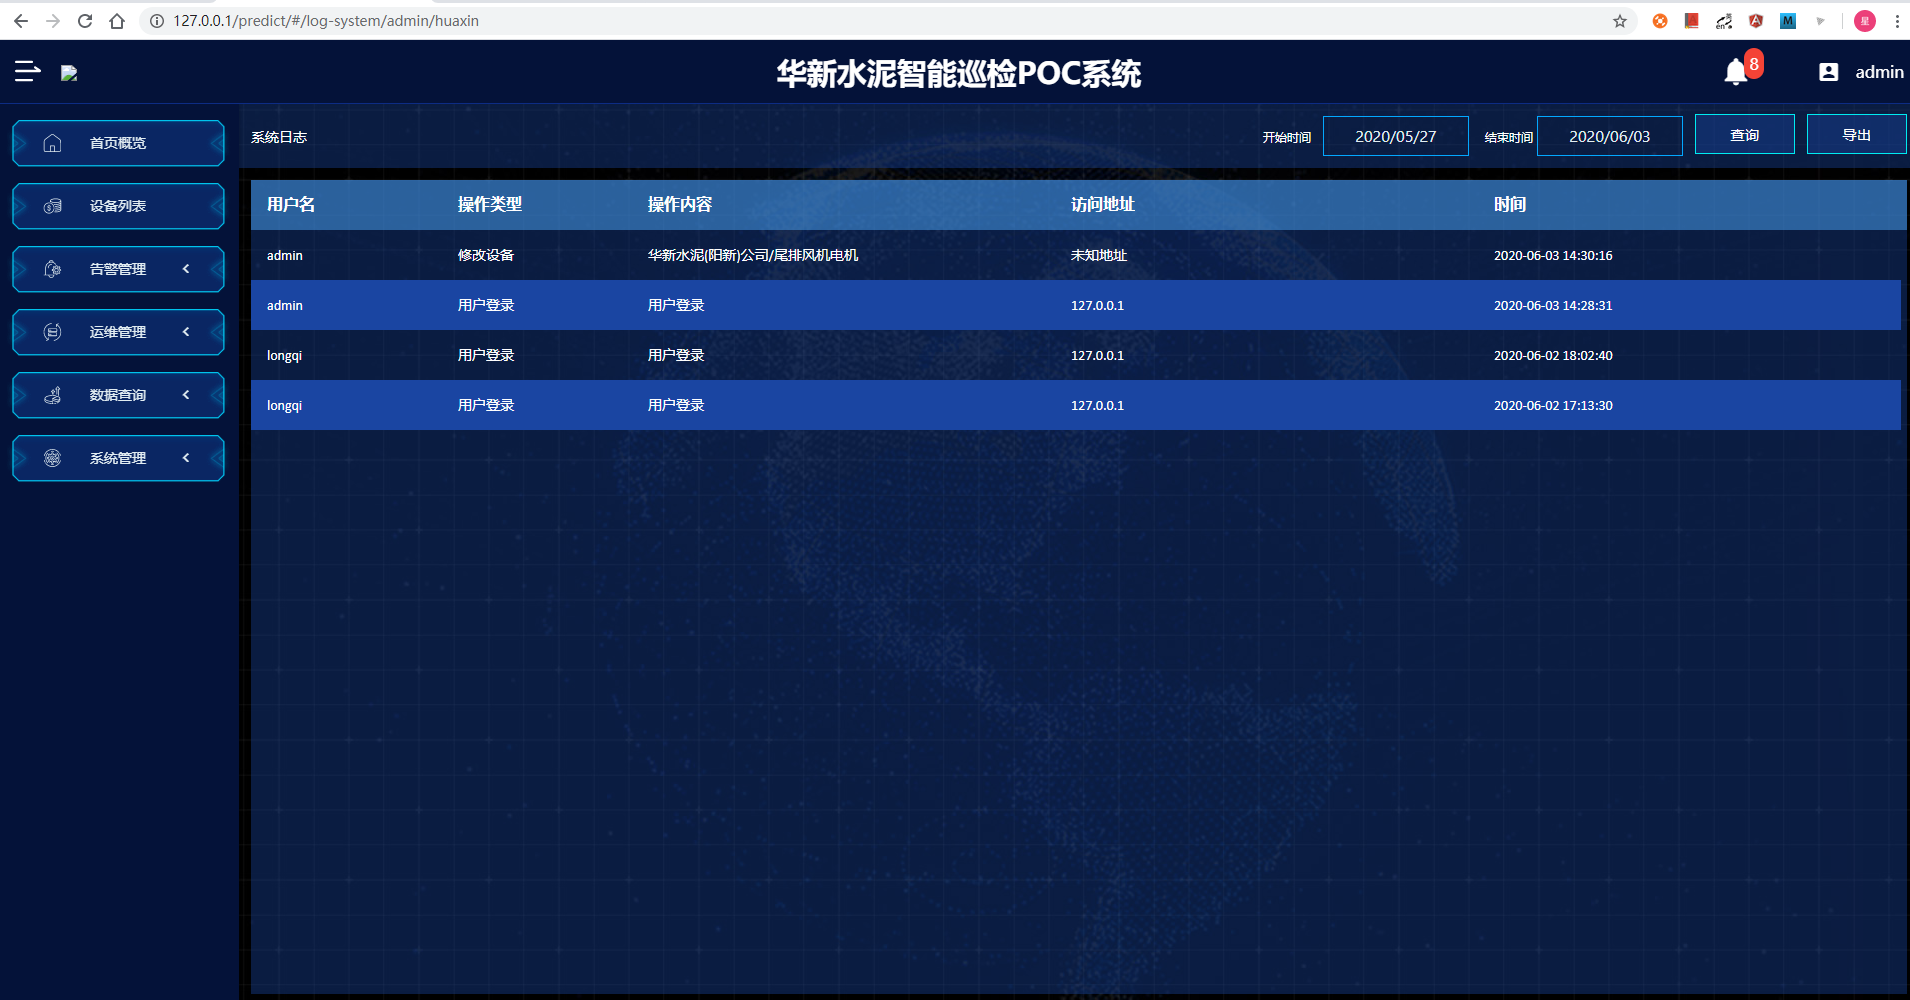 127.0.0.1/predict/#/log-system/admin/huaxin
华新水泥智能巡检POC系统
8
admin
首页概览
设备列表
告警管理
运维管理
数据查询
系统管理
系统日志
开始时间 2020/05/27 结束时间 2020/06/03 查询 导出
用户名 操作类型 操作内容 访问地址 时间
admin 修改设备 华新水泥(阳新)公司/尾排风机电机 未知地址 2020-06-03 14:30:16
admin 用户登录 用户登录 127.0.0.1 2020-06-03 14:28:31
longqi 用户登录 用户登录 127.0.0.1 2020-06-02 18:02:40
longqi 用户登录 用户登录 127.0.0.1 2020-06-02 17:13:30